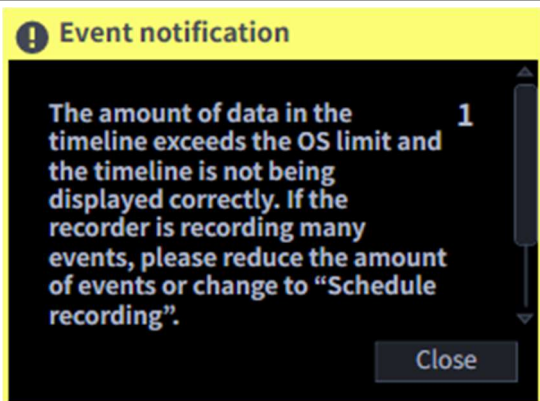 Event notification
The amount of data in the 1
timeline exceeds the OS limit and
the timeline is not being
displayed correctly. If the
recorder is recording many
events, please reduce the amount
of events or change to “Schedule
recording”.
Close